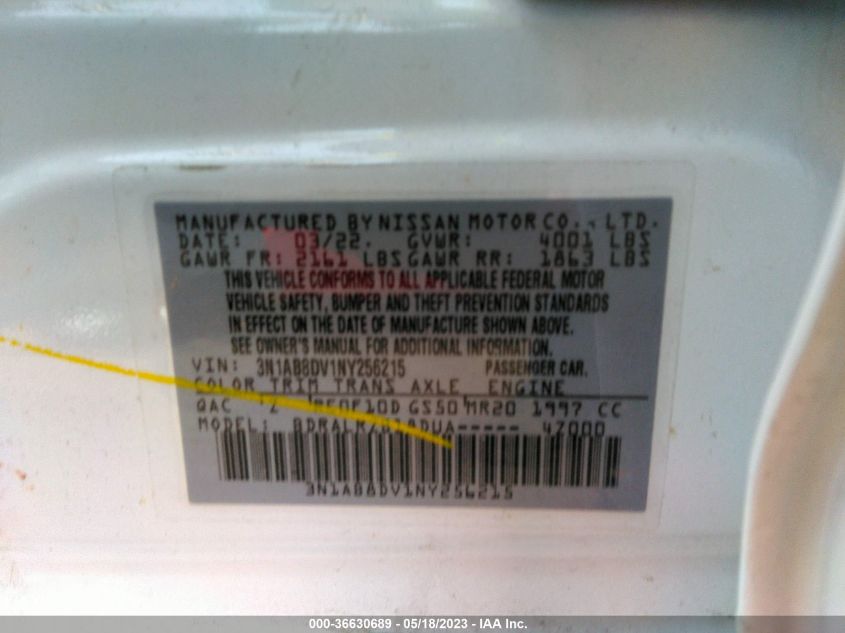 MANUFACTURED BY NISSAN MOTOR CO., LTD.
DATE: 03/22. GVWR: 4001 LBS
GAWR FR: 2161 LBS GAWR RR: 1863 LBS
THIS VEHICLE CONFORMS TO ALL APPLICABLE FEDERAL MOTOR
VEHICLE SAFETY, BUMPER AND THEFT PREVENTION STANDARDS
IN EFFECT ON THE DATE OF MANUFACTURE SHOWN ABOVE.
SEE OWNER'S MANUAL FOR ADDITIONAL INFORMATION.
VIN: 3N1AB8DV1NY256215 PASSENGER CAR.
COLOR TRIM TRANS AXLE ENGINE
QAC GS50 MR20 1997 CC
MODEL: 4Z000
3N1AB8DV1NY256215
000-36630689 - 05/18/2023 - IAA Inc.